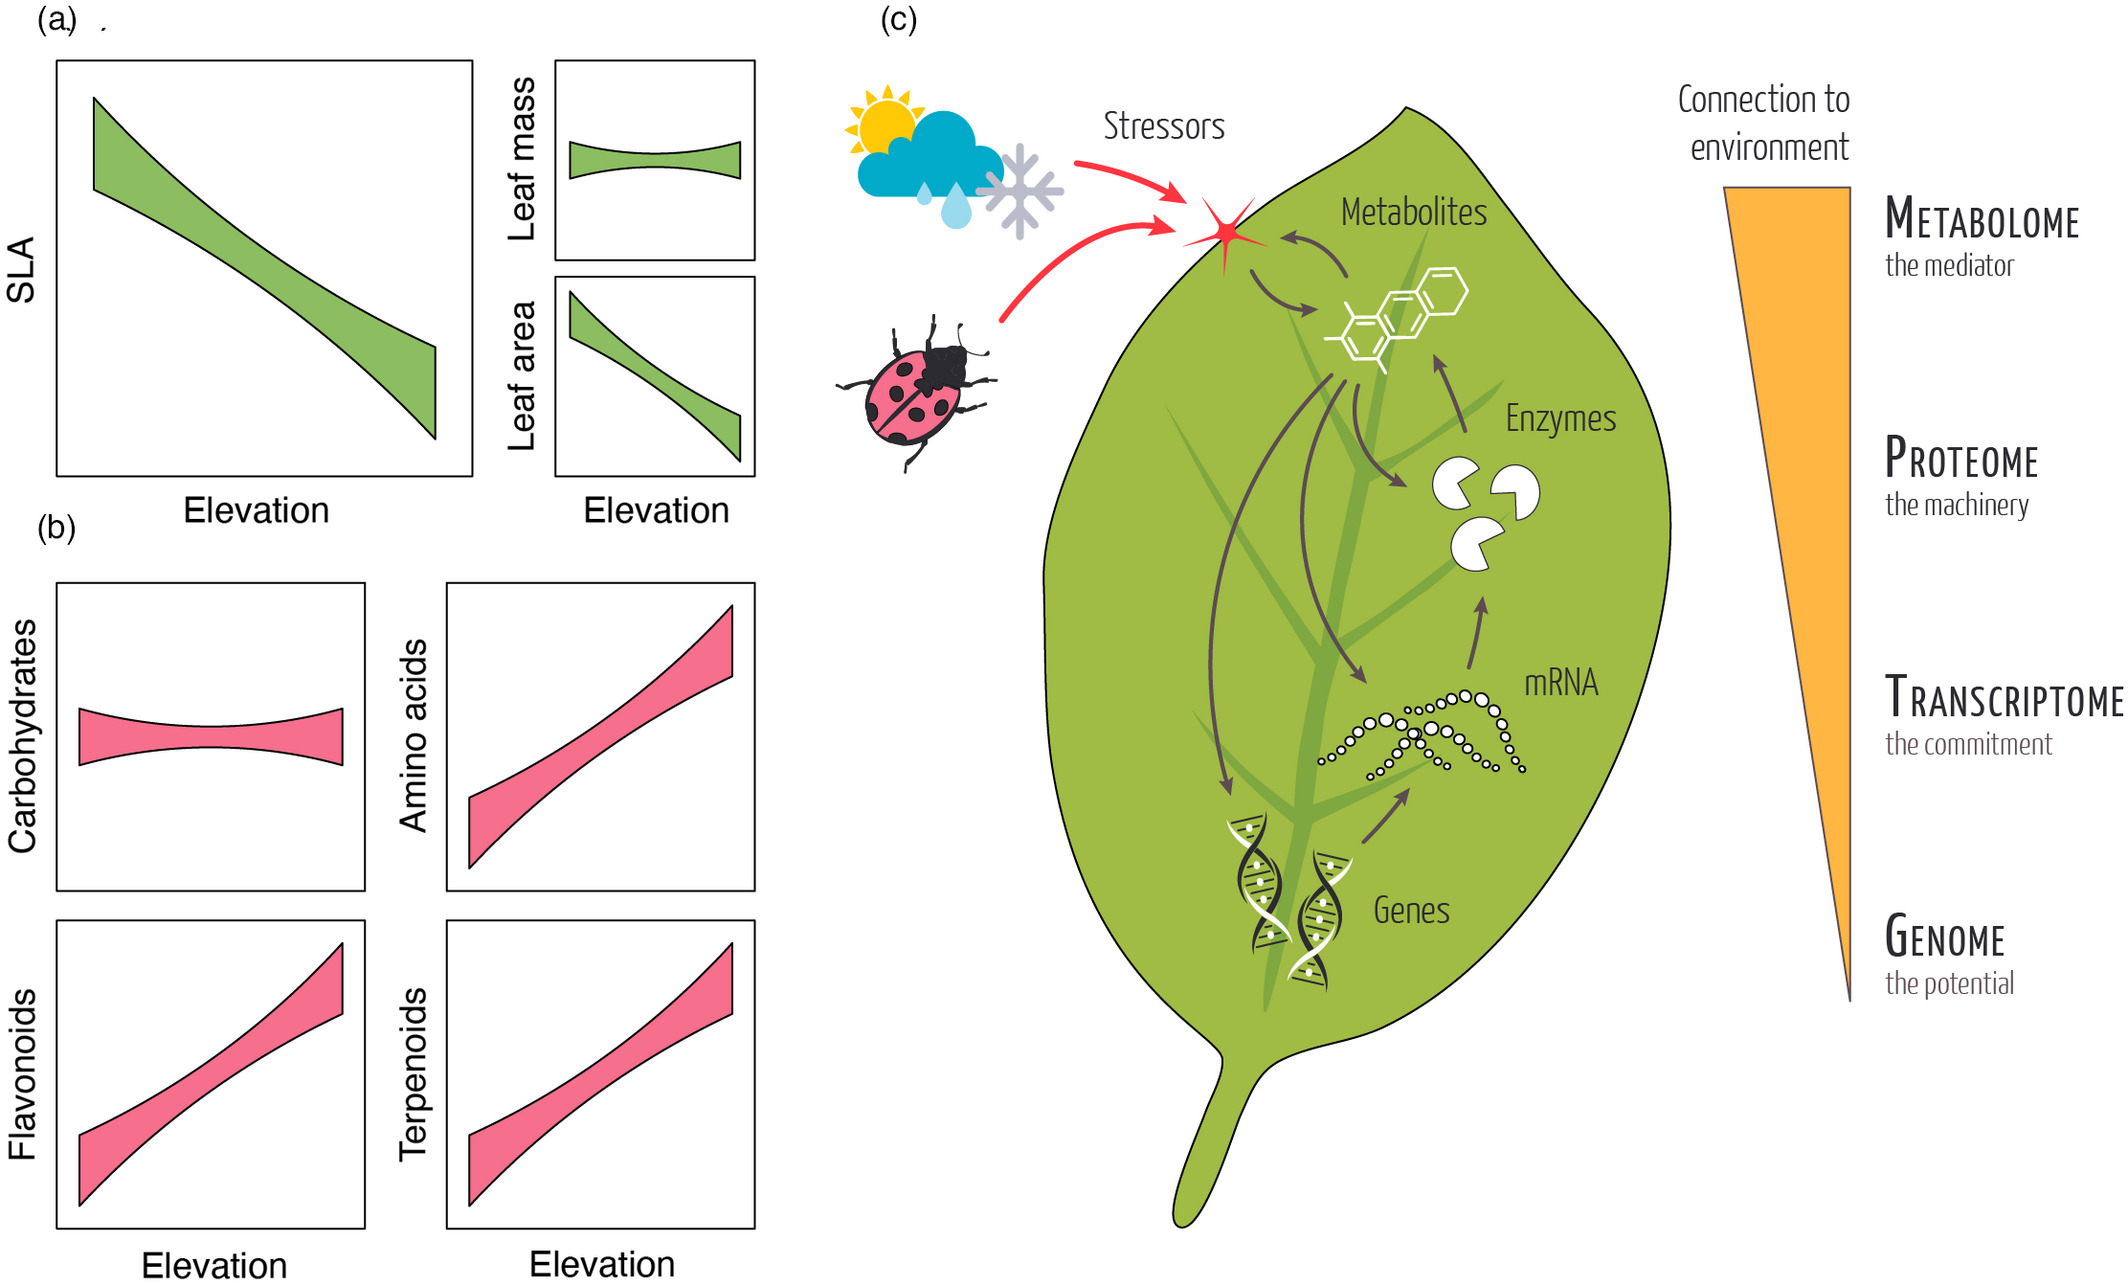 (a)
SLA
Elevation
Leaf mass
Leaf area
Elevation
(b)
Carbohydrates
Amino acids
Flavonoids
Elevation
Terpenoids
Elevation
(c)
Stressors
Metabolites
Enzymes
mRNA
Genes
Connection to
environment
METABOLOME
the mediator
PROTEOME
the machinery
TRANSCRIPTOME
the commitment
GENOME
the potential